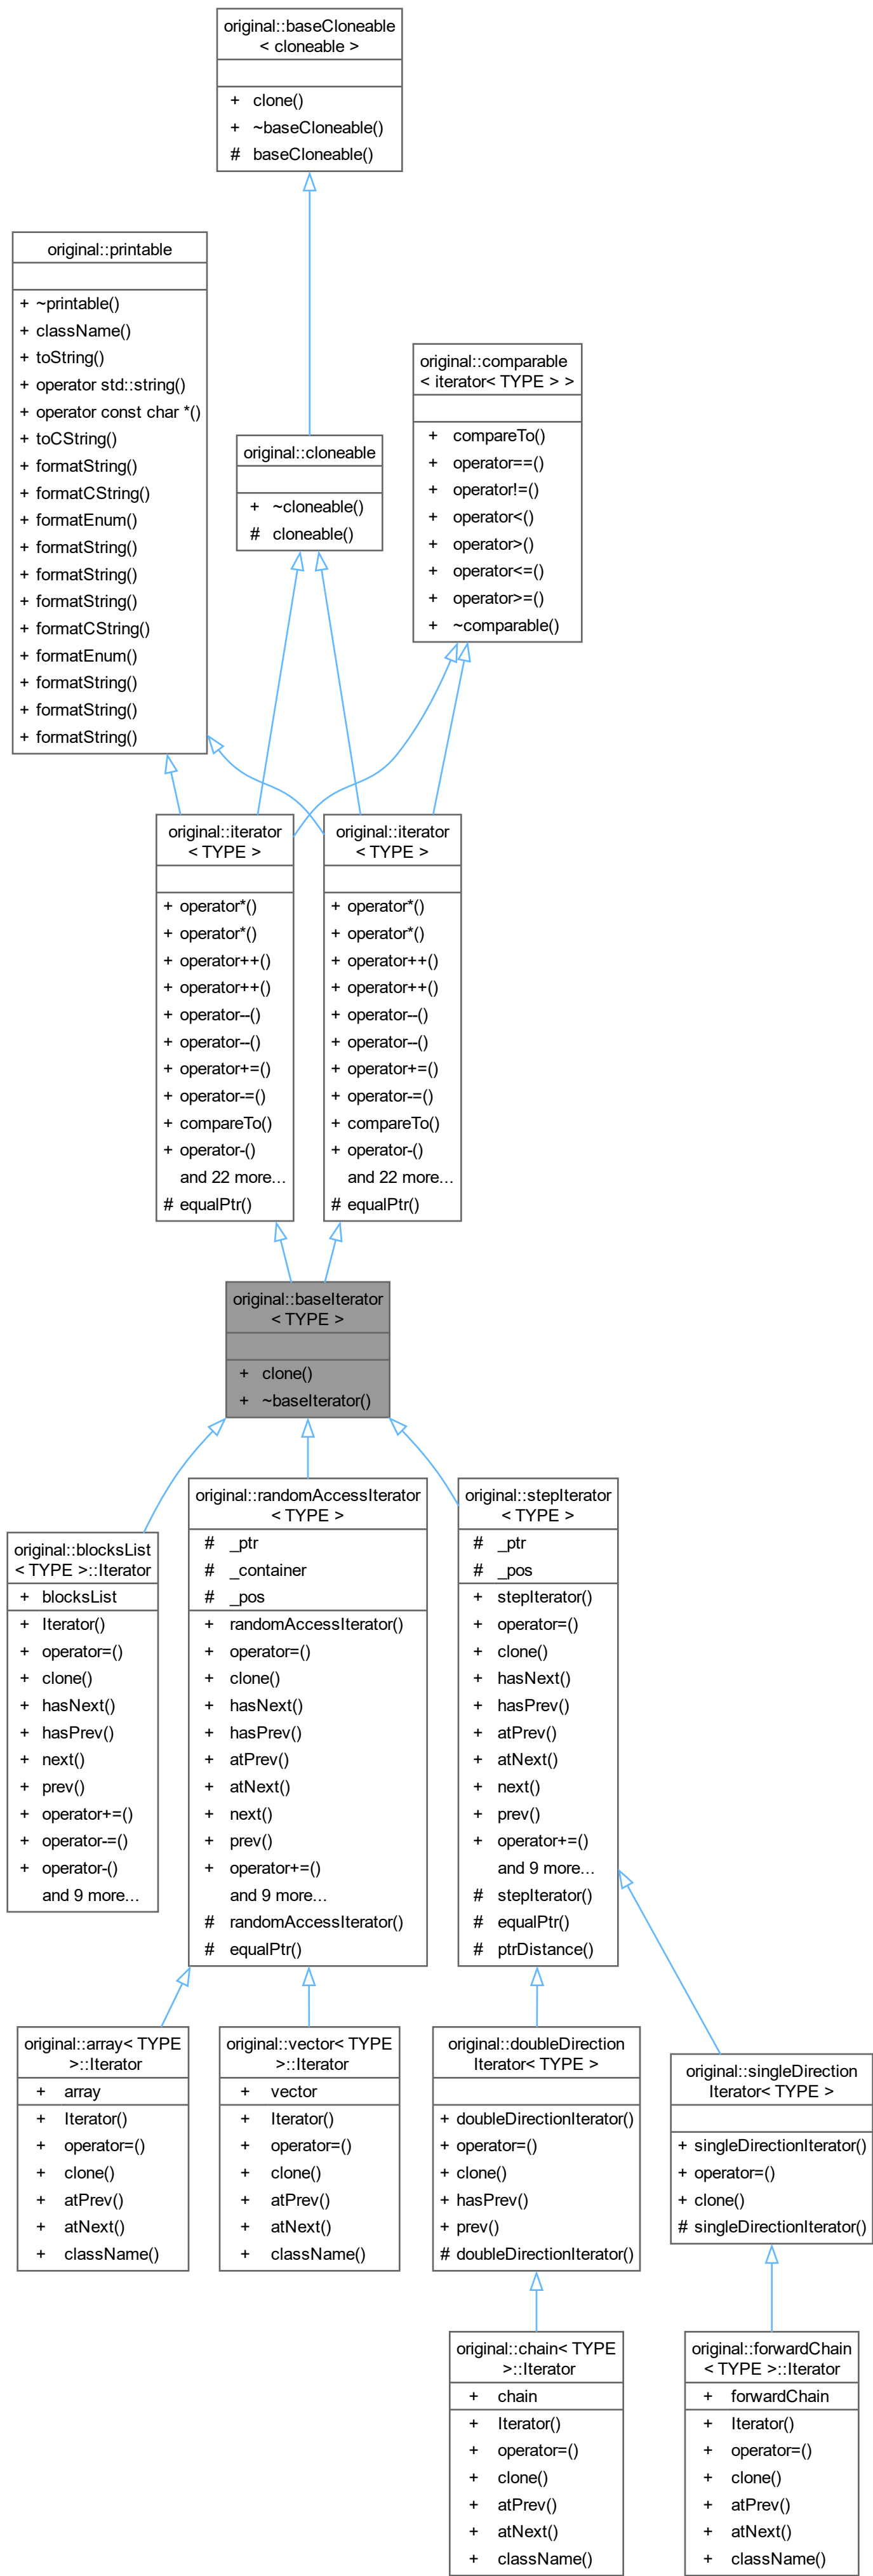 original::baseCloneable
< cloneable >
+ clone()
+ ~baseCloneable()
# baseCloneable()
original::printable
+ ~printable()
+ className()
+ toString()
+ operator std::string()
+ operator const char *()
+ toCString()
+ formatString()
+ formatCString()
+ formatEnum()
+ formatString()
+ formatString()
+ formatString()
+ formatCString()
+ formatEnum()
+ formatString()
+ formatString()
+ formatString()
original::comparable
< iterator< TYPE > >
+ compareTo()
+ operator==()
+ operator!=()
+ operator<()
+ operator>()
+ operator<=()
+ operator>=()
+ ~comparable()
original::cloneable
+ ~cloneable()
# cloneable()
original::iterator
< TYPE >
+ operator*()
+ operator*()
+ operator++()
+ operator++()
+ operator--()
+ operator--()
+ operator+=()
+ operator-=()
+ compareTo()
+ operator-()
and 22 more...
# equalPtr()
original::iterator
< TYPE >
+ operator*()
+ operator*()
+ operator++()
+ operator++()
+ operator--()
+ operator--()
+ operator+=()
+ operator-=()
+ compareTo()
+ operator-()
and 22 more...
# equalPtr()
original::baseIterator
< TYPE >
+ clone()
+ ~baseIterator()
original::blocksList
< TYPE >::Iterator
+ blocksList
+ Iterator()
+ operator=()
+ clone()
+ hasNext()
+ hasPrev()
+ next()
+ prev()
+ operator+=()
+ operator-=()
+ operator-()
and 9 more...
original::randomAccessIterator
< TYPE >
# _ptr
# _container
# _pos
+ randomAccessIterator()
+ operator=()
+ clone()
+ hasNext()
+ hasPrev()
+ atPrev()
+ atNext()
+ next()
+ prev()
+ operator+=()
and 9 more...
# randomAccessIterator()
# equalPtr()
original::stepIterator
< TYPE >
# _ptr
# _pos
+ stepIterator()
+ operator=()
+ clone()
+ hasNext()
+ hasPrev()
+ atPrev()
+ atNext()
+ next()
+ prev()
+ operator+=()
and 9 more...
# stepIterator()
# equalPtr()
# ptrDistance()
original::array< TYPE
>::Iterator
+ array
+ Iterator()
+ operator=()
+ clone()
+ atPrev()
+ atNext()
+ className()
original::vector< TYPE
>::Iterator
+ vector
+ Iterator()
+ operator=()
+ clone()
+ atPrev()
+ atNext()
+ className()
original::doubleDirection
Iterator< TYPE >
+ doubleDirectionIterator()
+ operator=()
+ clone()
+ hasPrev()
+ prev()
# doubleDirectionIterator()
original::singleDirection
Iterator< TYPE >
+ singleDirectionIterator()
+ operator=()
+ clone()
# singleDirectionIterator()
original::chain< TYPE
>::Iterator
+ chain
+ Iterator()
+ operator=()
+ clone()
+ atPrev()
+ atNext()
+ className()
original::forwardChain
< TYPE >::Iterator
+ forwardChain
+ Iterator()
+ operator=()
+ clone()
+ atPrev()
+ atNext()
+ className()